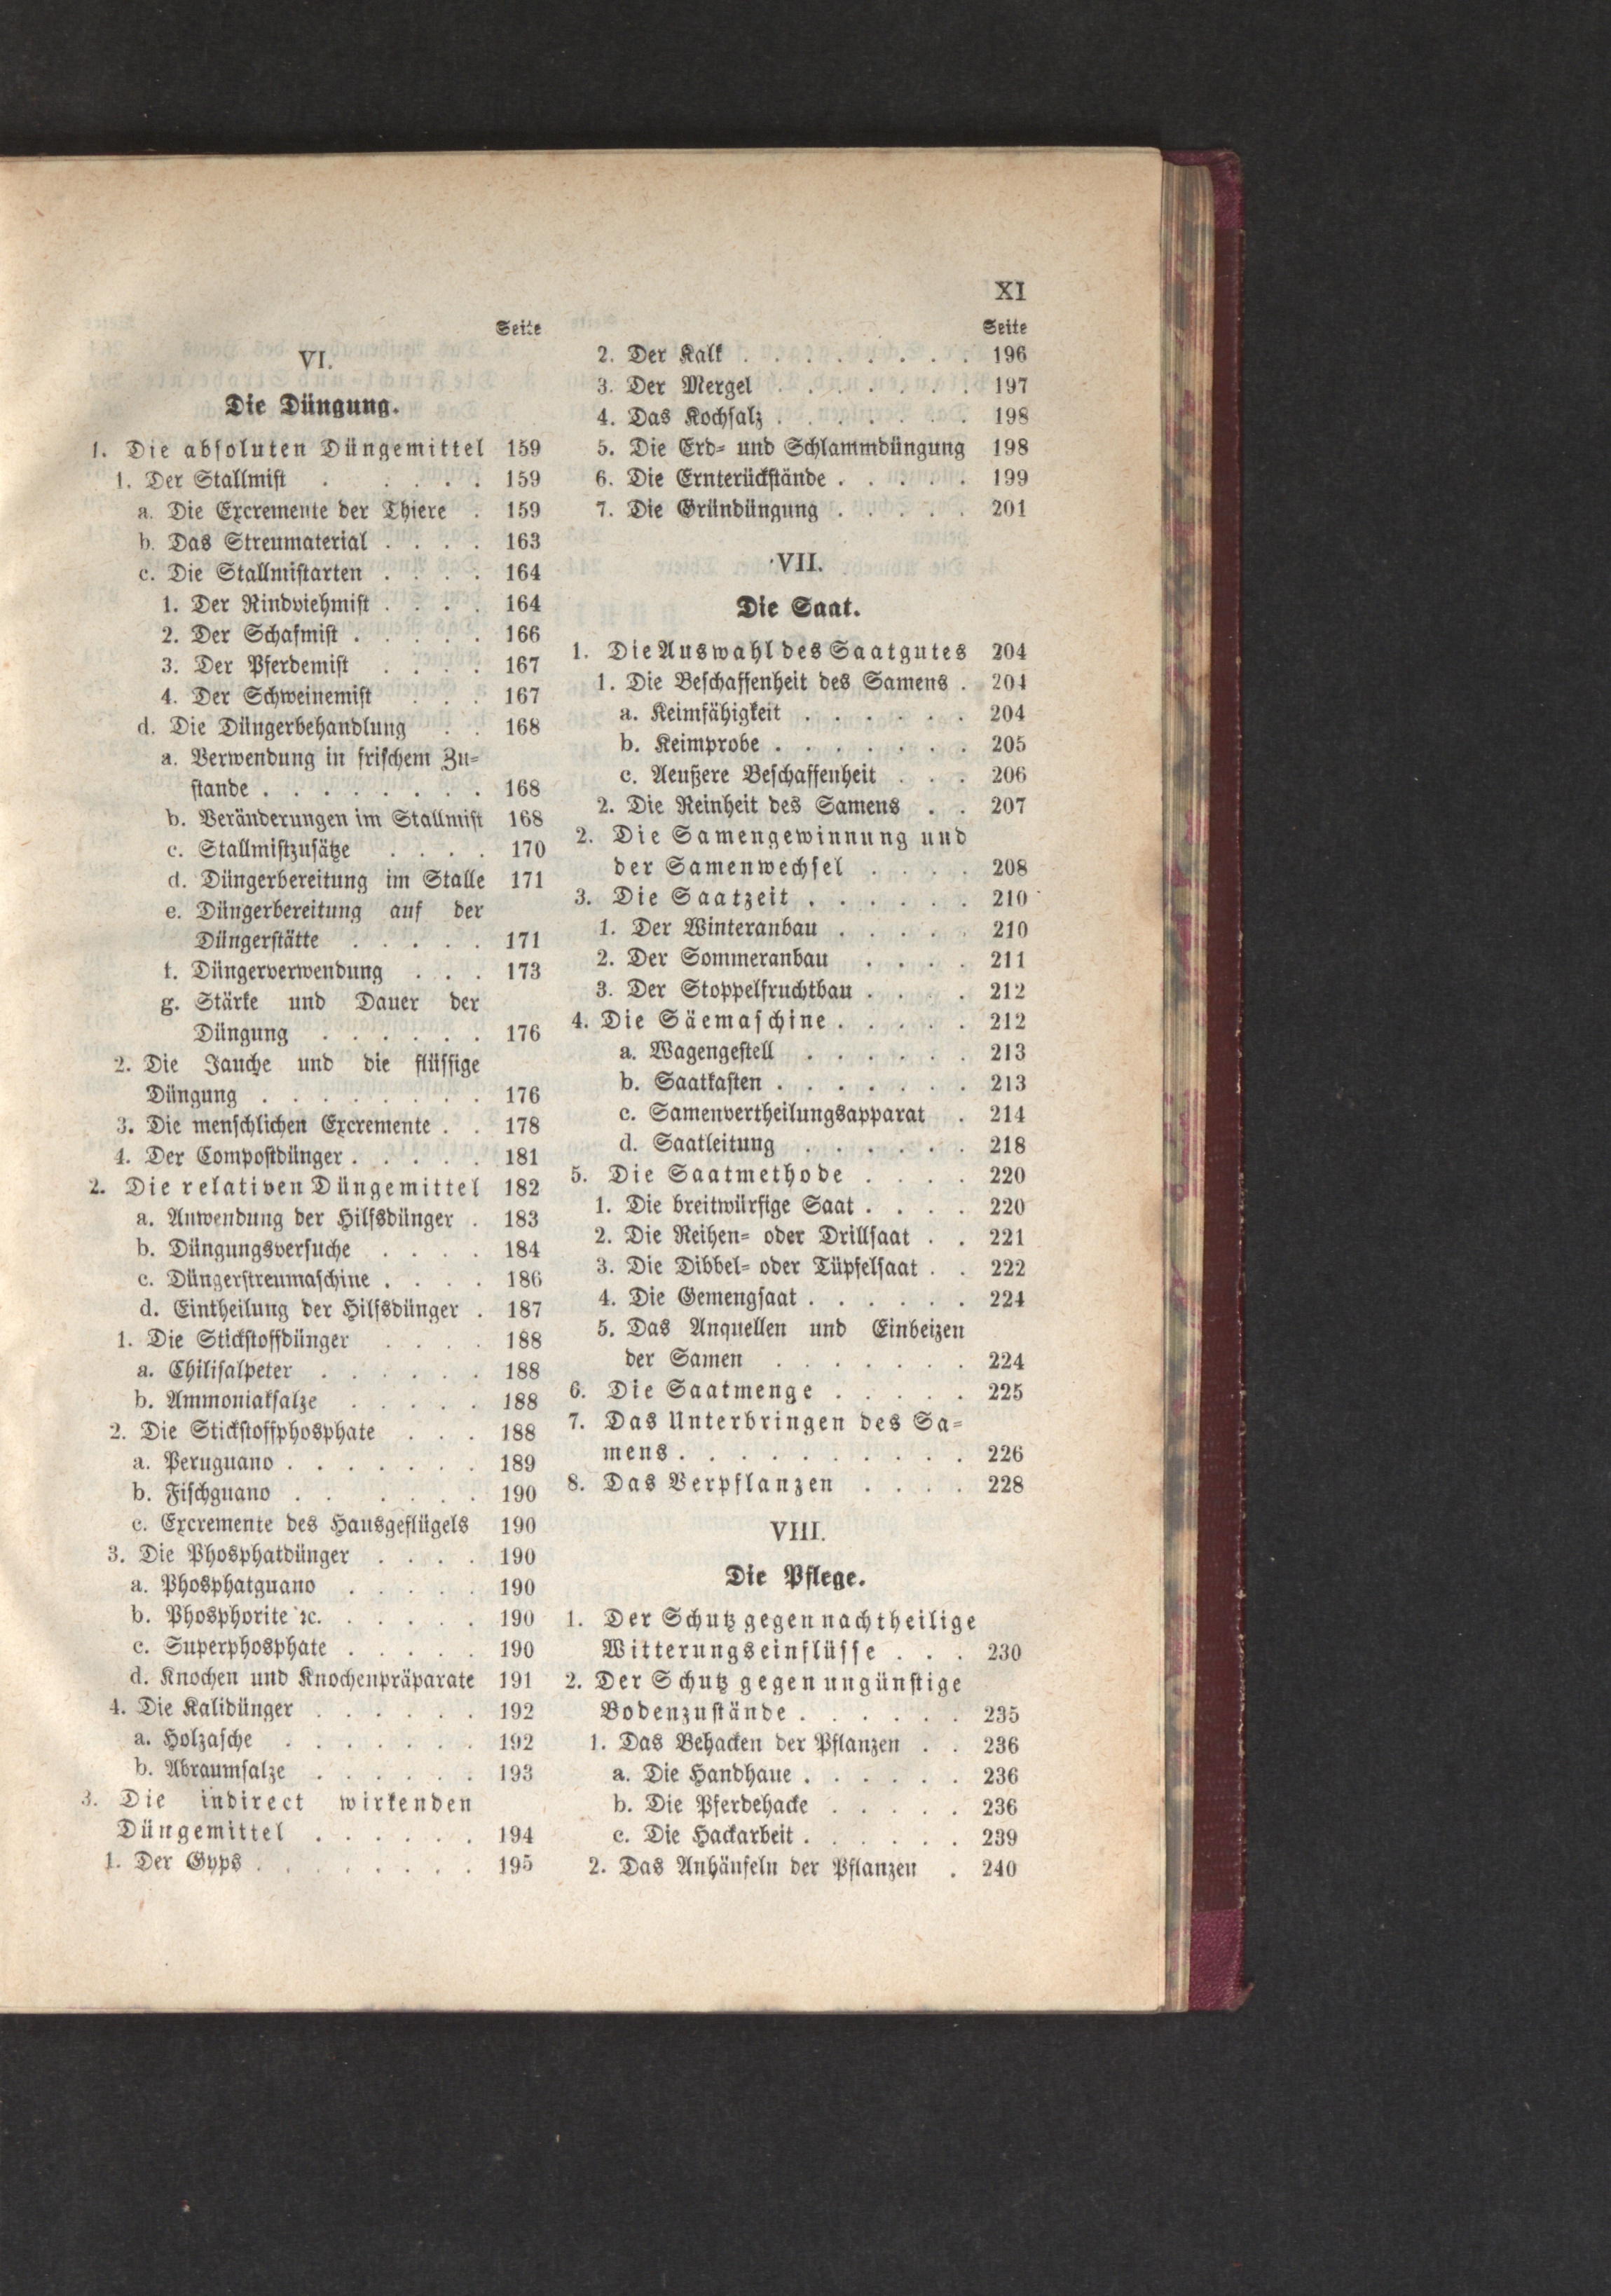 XI
Seite
VI.
Die Düngung.
1. Die absoluten Düngemittel 159
1. Der Stallmist . . . . . 159
a. Die Excremente der Thiere . 159
b. Das Streumaterial . . . . 163
c. Die Stallmistarten . . . . 164
1. Der Rindviehmist . . . . 164
2. Der Schafmist . . . . . 166
3. Der Pferdemist . . . . 167
4. Der Schweinemist . . . 167
d. Die Düngerbehandlung . . 168
a. Verwendung in frischem Zu-
stande . . . . . . . . 168
b. Veränderungen im Stallmist 168
c. Stallmistzusätze . . . . 170
d. Düngerbereitung im Stalle 171
e. Düngerbereitung auf der
Düngerstätte . . . . . 171
f. Düngerverwendung . . . 173
g. Stärke und Dauer der
Düngung . . . . . . 176
2. Die Jauche und die flüssige
Düngung . . . . . . . . 176
3. Die menschlichen Excremente . . 178
4. Der Compostdünger . . . . . 181
2. Die relativen Düngemittel 182
a. Anwendung der Hilfsdünger . 183
b. Düngungsversuche . . . . 184
c. Düngerstreumaschine . . . . 186
d. Eintheilung der Hilfsdünger . 187
1. Die Stickstoffdünger . . . . 188
a. Chilisalpeter . . . . . . 188
b. Ammoniaksalze . . . . . 188
2. Die Stickstoffphosphate . . . 188
a. Peruguano . . . . . . . 189
b. Fischguano . . . . . . 190
c. Excremente des Hausgeflügels 190
3. Die Phosphatdünger . . . . 190
a. Phosphatguano . . . . . 190
b. Phosphorite ꝛc. . . . . . 190
c. Superphosphate . . . . . 190
d. Knochen und Knochenpräparate 191
4. Die Kalidünger . . . . . . 192
a. Holzasche . . . . . . . 192
b. Abraumsalze . . . . . . 193
3. Die indirect wirkenden
Düngemittel . . . . . . 194
1. Der Gyps . . . . . . . . 195
Seite
2. Der Kalk . . . . . . . . 196
3. Der Mergel . . . . . . . 197
4. Das Kochsalz . . . . . . . 198
5. Die Erd- und Schlammdüngung 198
6. Die Ernterückstände . . . . . 199
7. Die Gründüngung . . . . . 201
VII.
Die Saat.
1. Die Auswahl des Saatgutes 204
1. Die Beschaffenheit des Samens . 204
a. Keimfähigkeit . . . . . . 204
b. Keimprobe . . . . . . . 205
c. Aeußere Beschaffenheit . . . 206
2. Die Reinheit des Samens . . 207
2. Die Samengewinnung und
der Samenwechsel . . . . 208
3. Die Saatzeit . . . . . . 210
1. Der Winteranbau . . . . . 210
2. Der Sommeranbau . . . . 211
3. Der Stoppelfruchtbau . . . . 212
4. Die Säemaschine . . . . . 212
a. Wagengestell . . . . . . 213
b. Saatkasten . . . . . . . 213
c. Samenvertheilungsapparat . 214
d. Saatleitung . . . . . . 218
5. Die Saatmethode . . . . 220
1. Die breitwürfige Saat . . . . 220
2. Die Reihen- oder Drillsaat . . 221
3. Die Dibbel- oder Tüpfelsaat . . 222
4. Die Gemengsaat . . . . . . 224
5. Das Anquellen und Einbeizen
der Samen . . . . . . . 224
6. Die Saatmenge . . . . . 225
7. Das Unterbringen des Sa-
mens . . . . . . . . . . 226
8. Das Verpflanzen . . . . 228
VIII.
Die Pflege.
1. Der Schutz gegen nachtheilige
Witterungseinflüsse . . . 230
2. Der Schutz gegen ungünstige
Bodenzustände . . . . . . 235
1. Das Behacken der Pflanzen . . 236
a. Die Handhaue . . . . . . 236
b. Die Pferdehacke . . . . . 236
c. Die Hackarbeit . . . . . . 239
2. Das Anhäufeln der Pflanzen . 240